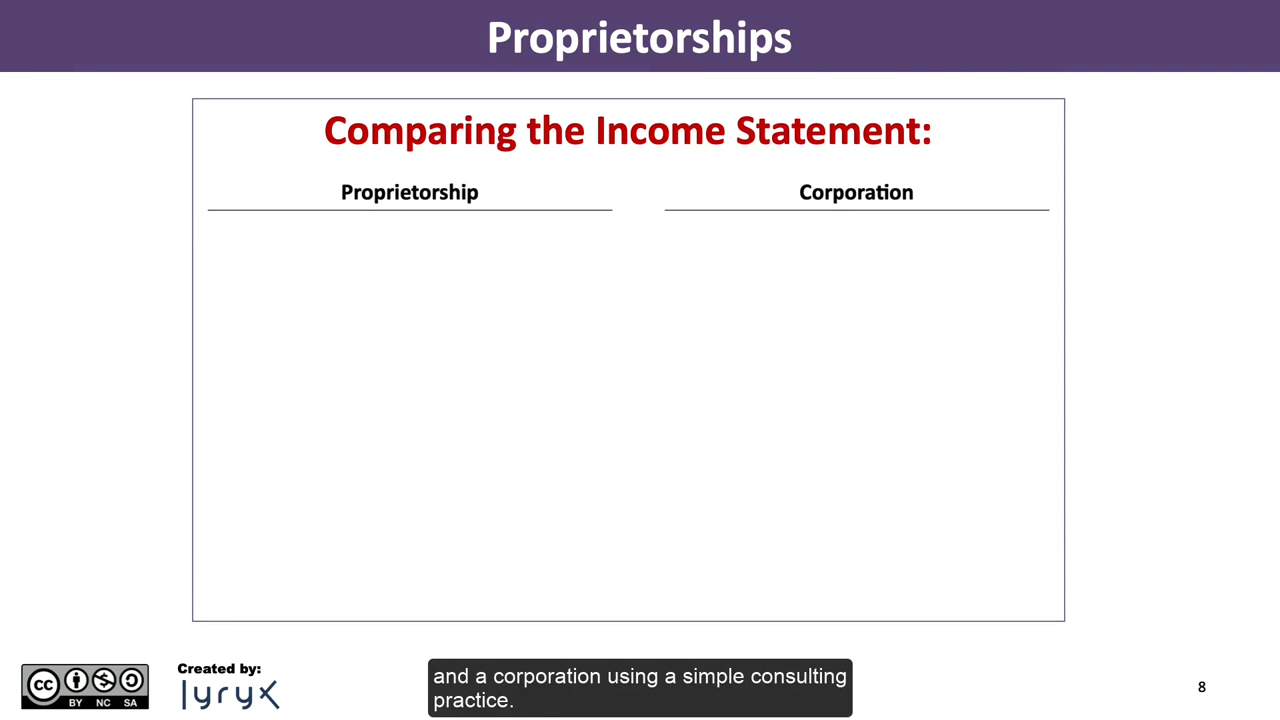 Proprietorships
Comparing the Income Statement:
Proprietorship
Corporation
Created by:
lyryx
cc
BY NC SA
and a corporation using a simple consulting
practice.
8